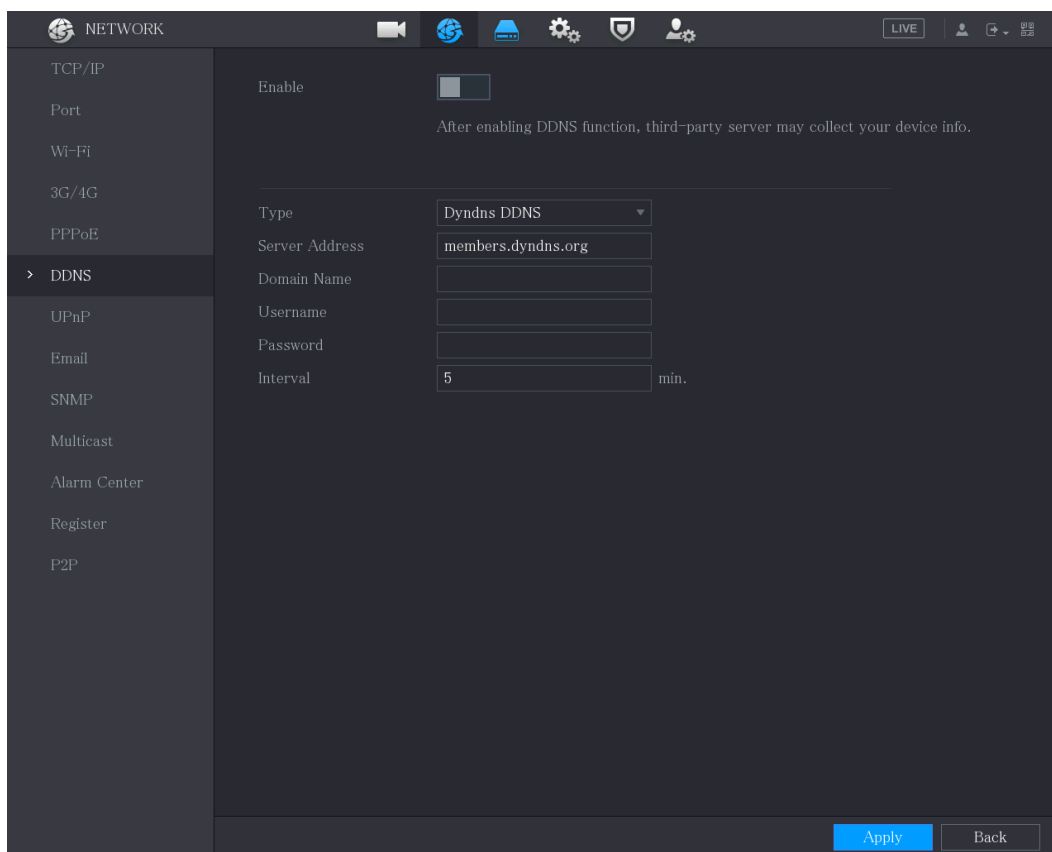 NETWORK
LIVE
TCP/IP
Port
Wi-Fi
3G/4G
PPPoE
DDNS
UPnP
Email
SNMP
Multicast
Alarm Center
Register
P2P
Enable
After enabling DDNS function, third-party server may collect your device info.
Type Dyndns DDNS
Server Address members.dyndns.org
Domain Name
Username
Password
Interval 5 min.
Apply Back